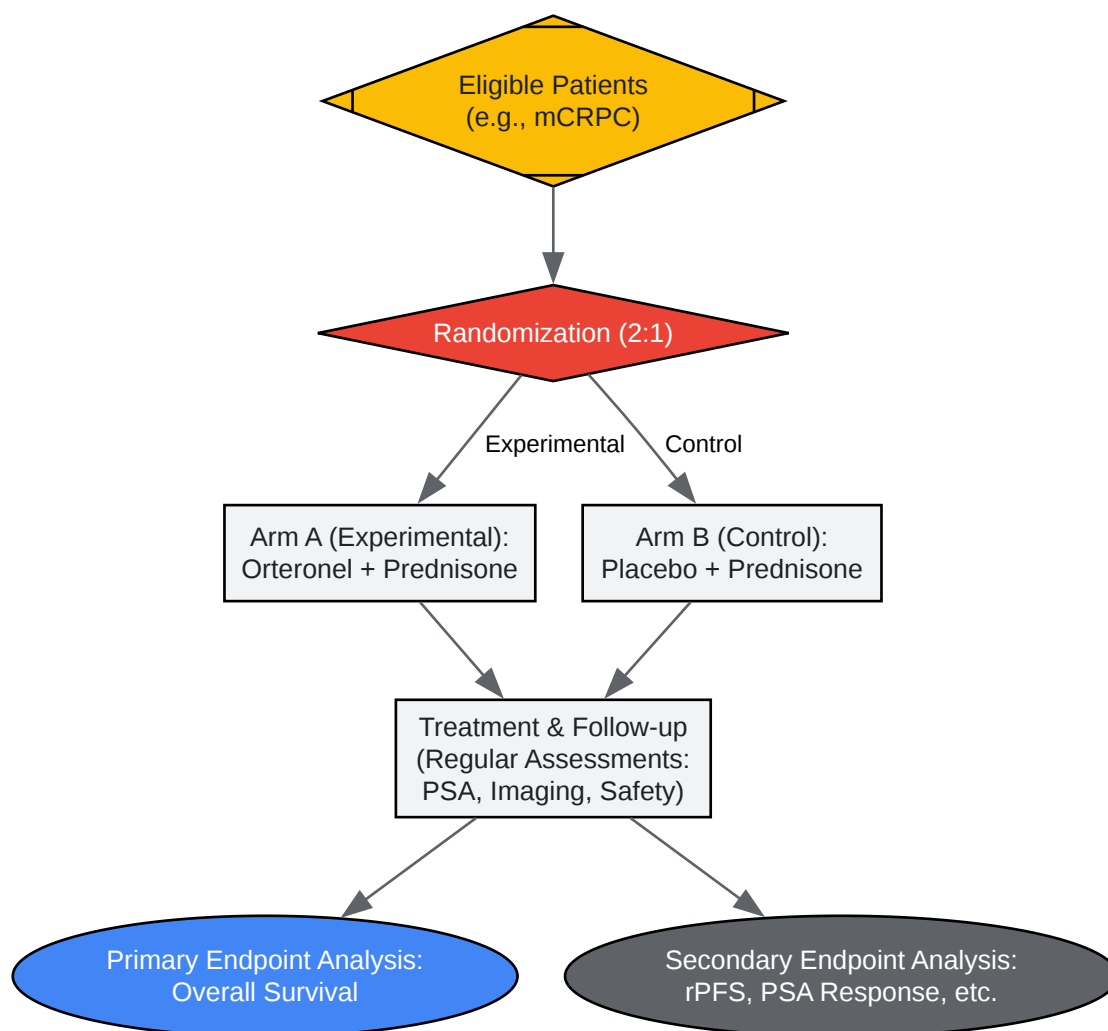 Eligible Patients
(e.g., mCRPC)
Randomization (2:1)
Experimental
Control
Arm A (Experimental):
Orteronel + Prednisone
Arm B (Control):
Placebo + Prednisone
Treatment & Follow-up
(Regular Assessments:
PSA, Imaging, Safety)
Primary Endpoint Analysis:
Overall Survival
Secondary Endpoint Analysis:
rPFS, PSA Response, etc.